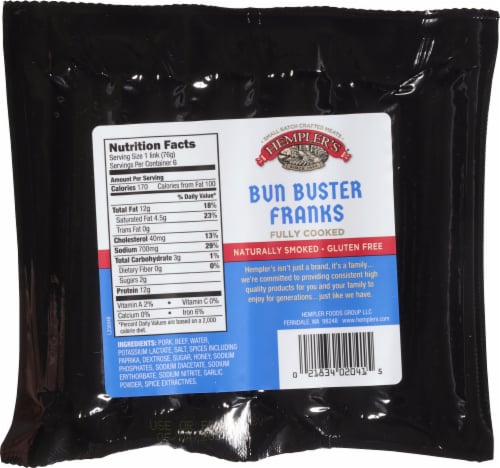 Nutrition Facts
Serving Size 1 link (76g)
Servings Per Container 6
Amount Per Serving
Calories 170 Calories from Fat 100
% Daily Value*
Total Fat 12g 18%
Saturated Fat 4.5g 23%
Trans Fat 0g
Cholesterol 40mg 13%
Sodium 700mg 29%
Total Carbohydrate 3g 1%
Dietary Fiber 0g 0%
Sugars 2g
Protein 12g
Vitamin A 2% • Vitamin C 0%
Calcium 0% • Iron 6%
*Percent Daily Values are based on a 2,000
calorie diet.
INGREDIENTS: PORK, BEEF, WATER,
POTASSIUM LACTATE, SALT, SPICES INCLUDING
PAPRIKA, DEXTROSE, SUGAR, HONEY, SODIUM
PHOSPHATES, SODIUM DIACETATE, SODIUM
ERYTHORBATE, SODIUM NITRITE, GARLIC
POWDER, SPICE EXTRACTIVES.
SMALL BATCH CRAFTED MEATS
HEMPLER'S
BUN BUSTER
FRANKS
FULLY COOKED
NATURALLY SMOKED • GLUTEN FREE
Hempler's isn't just a brand, it's a family...
we're committed to providing consistent high
quality products for you and your family to
enjoy for generations... just like we have.
HEMPLER FOODS GROUP LLC
FERNDALE, WA 98248 www.hemplers.com
0 21834 02041 5
USE OR FREEZE BY